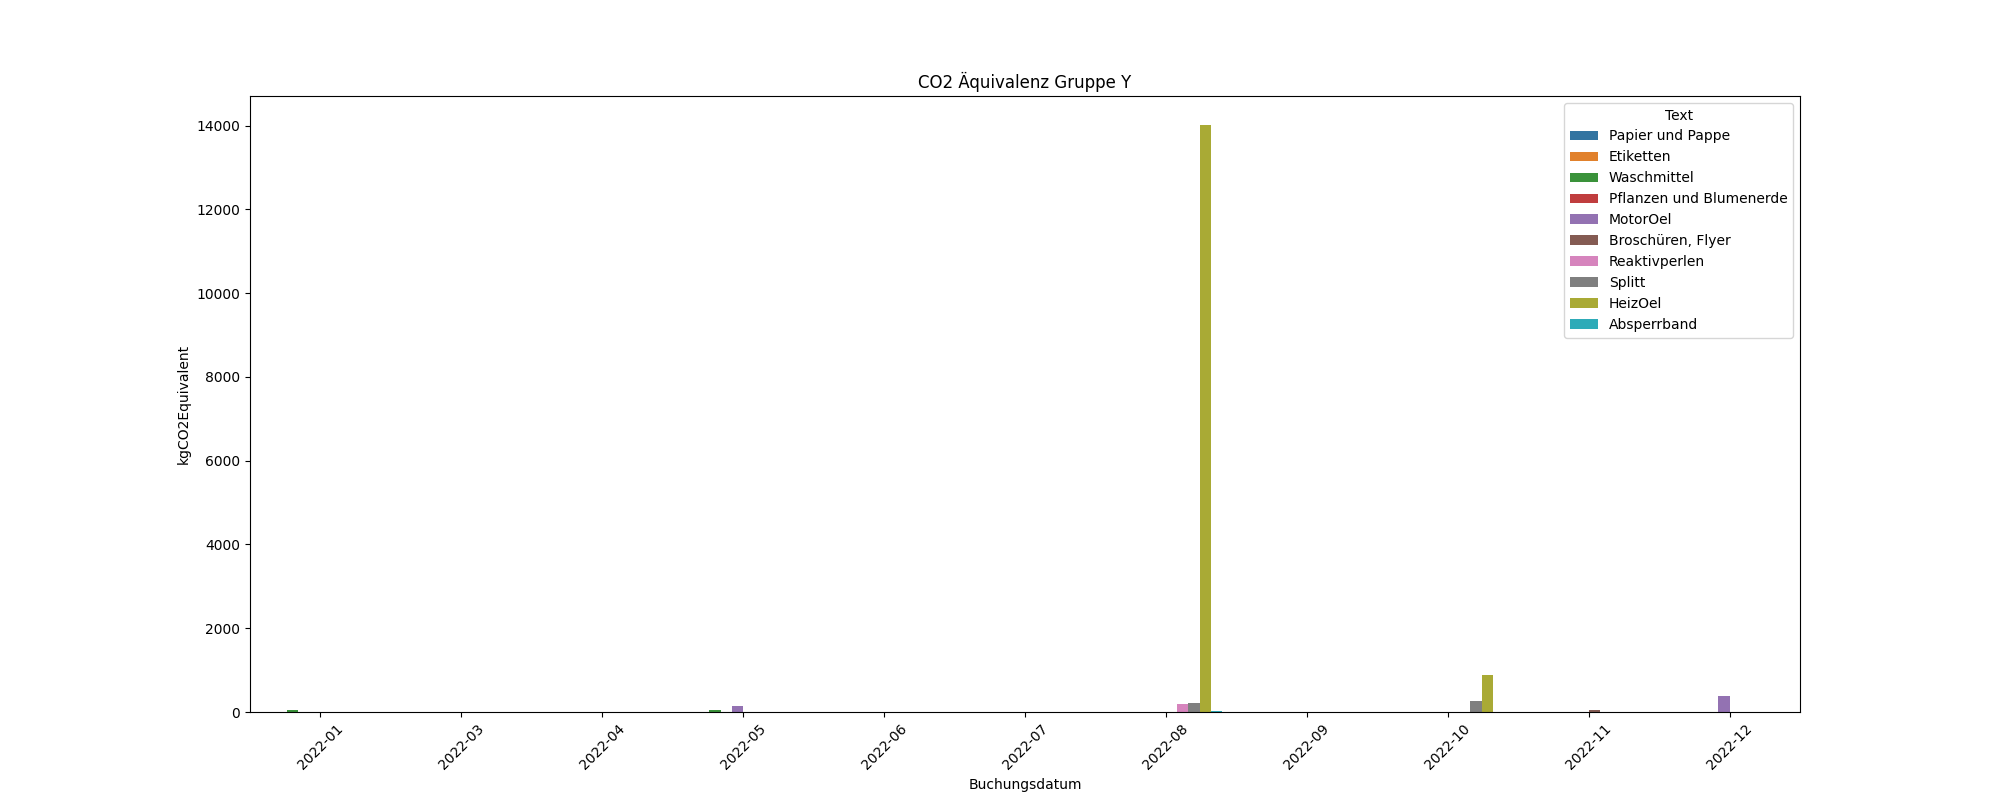 CO2 Äquivalenz Gruppe Y
Text
Papier und Pappe
Etiketten
Waschmittel
Pflanzen und Blumenerde
MotorOel
Broschüren, Flyer
Reaktivperlen
Splitt
HeizOel
Absperrband
kgCO2Equivalent
14000
12000
10000
8000
6000
4000
2000
0
2022-01
2022-03
2022-04
2022-05
2022-06
2022-07
2022-08
2022-09
2022-10
2022-11
2022-12
Buchungsdatum